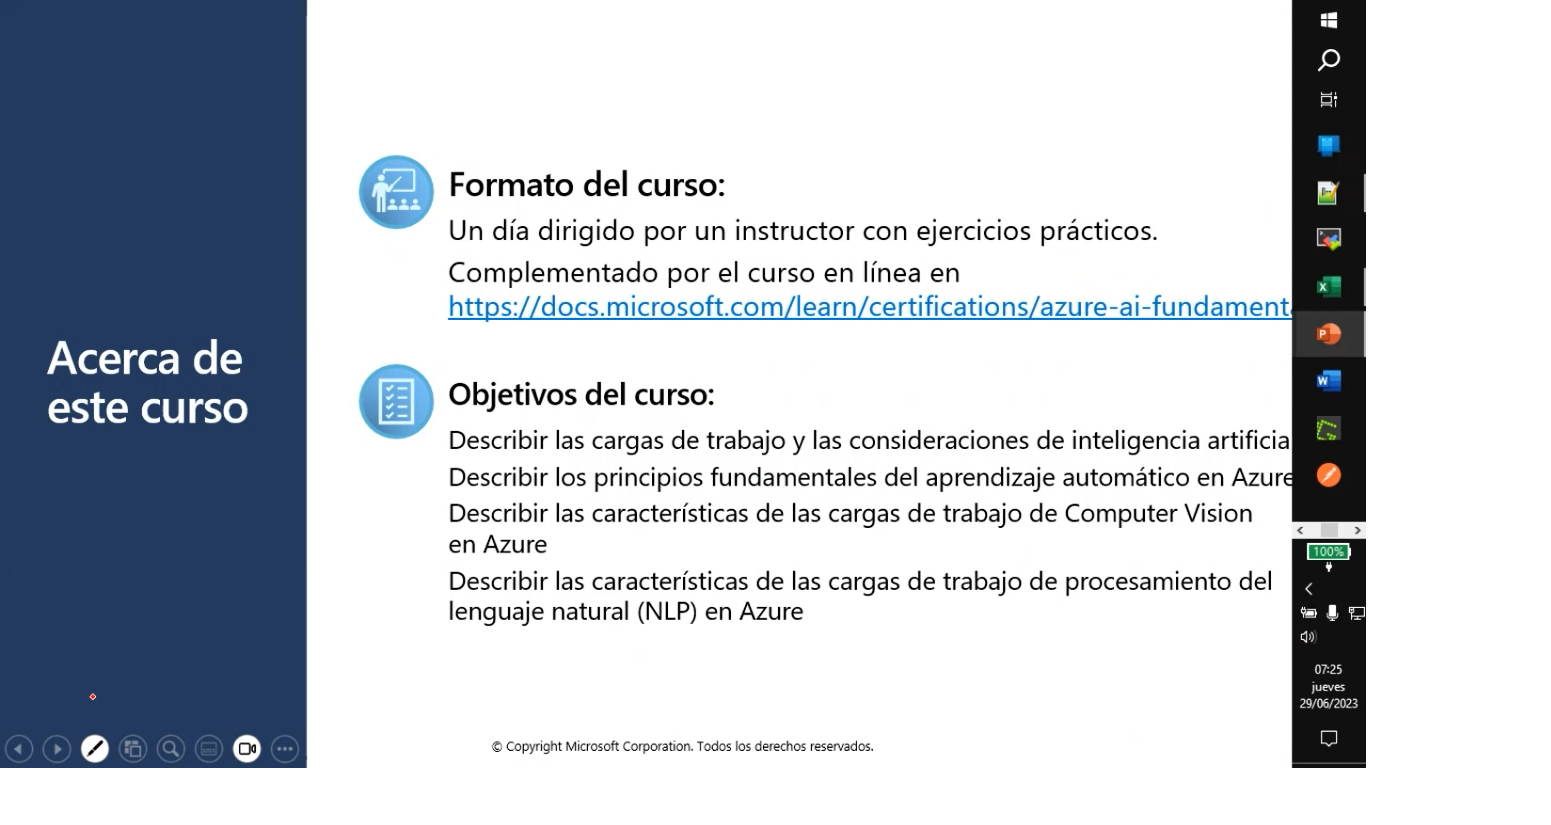 Acerca de
este curso
Formato del curso:
Un día dirigido por un instructor con ejercicios prácticos.
Complementado por el curso en línea en
https://docs.microsoft.com/learn/certifications/azure-ai-fundament
Objetivos del curso:
Describir las cargas de trabajo y las consideraciones de inteligencia artificia
Describir los principios fundamentales del aprendizaje automático en Azure
Describir las características de las cargas de trabajo de Computer Vision
en Azure
Describir las características de las cargas de trabajo de procesamiento del
lenguaje natural (NLP) en Azure
© Copyright Microsoft Corporation. Todos los derechos reservados.
100%
07:25
jueves
29/06/2023